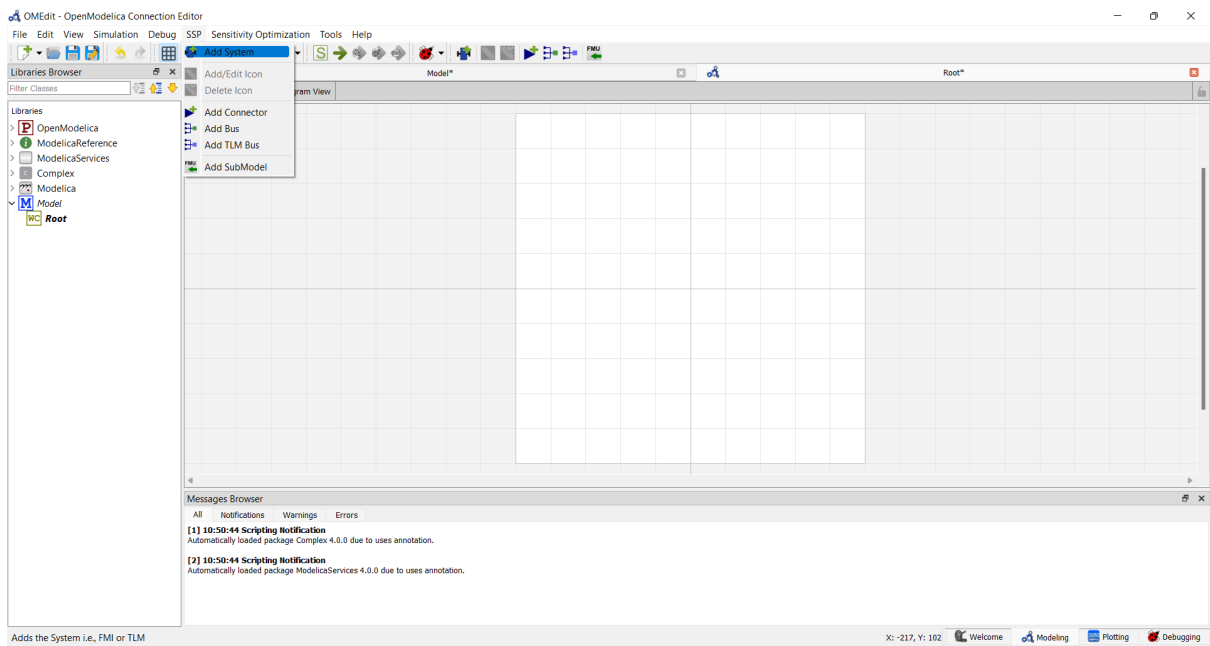 OMEdit - OpenModelica Connection Editor
File Edit View Simulation Debug SSP Sensitivity Optimization Tools Help
S
FMU
Libraries Browser
Filter Classes
Libraries
P OpenModelica
i ModelicaReference
ModelicaServices
C Complex
Modelica
M Model
WC Root
Add System
Add/Edit Icon
Delete Icon
Add Connector
Add Bus
Add TLM Bus
FMU Add SubModel
Model*
Root*
ram View
Messages Browser
All Notifications Warnings Errors
[1] 10:50:44 Scripting Notification
Automatically loaded package Complex 4.0.0 due to uses annotation.
[2] 10:50:44 Scripting Notification
Automatically loaded package ModelicaServices 4.0.0 due to uses annotation.
Adds the System i.e., FMI or TLM
X: -217, Y: 102 Welcome Modeling Plotting Debugging